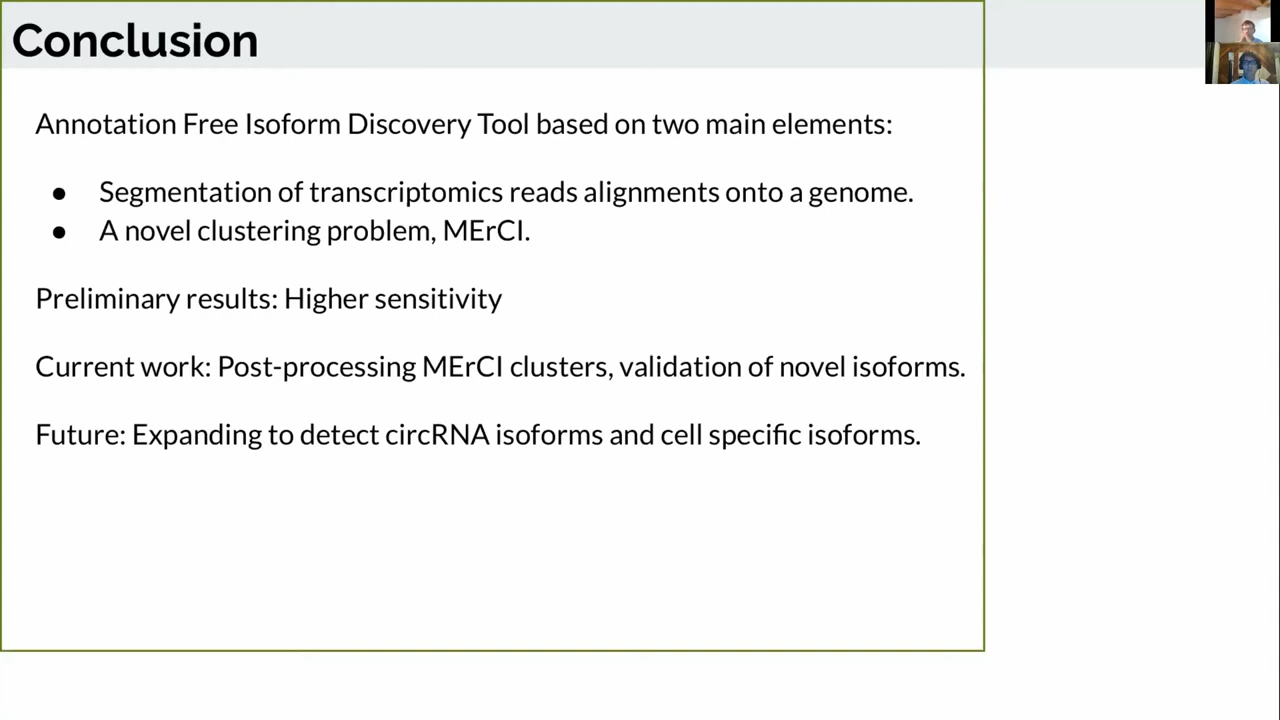 Conclusion
Annotation Free Isoform Discovery Tool based on two main elements:
● Segmentation of transcriptomics reads alignments onto a genome.
● A novel clustering problem, MErCI.
Preliminary results: Higher sensitivity
Current work: Post-processing MErCI clusters, validation of novel isoforms.
Future: Expanding to detect circRNA isoforms and cell specific isoforms.